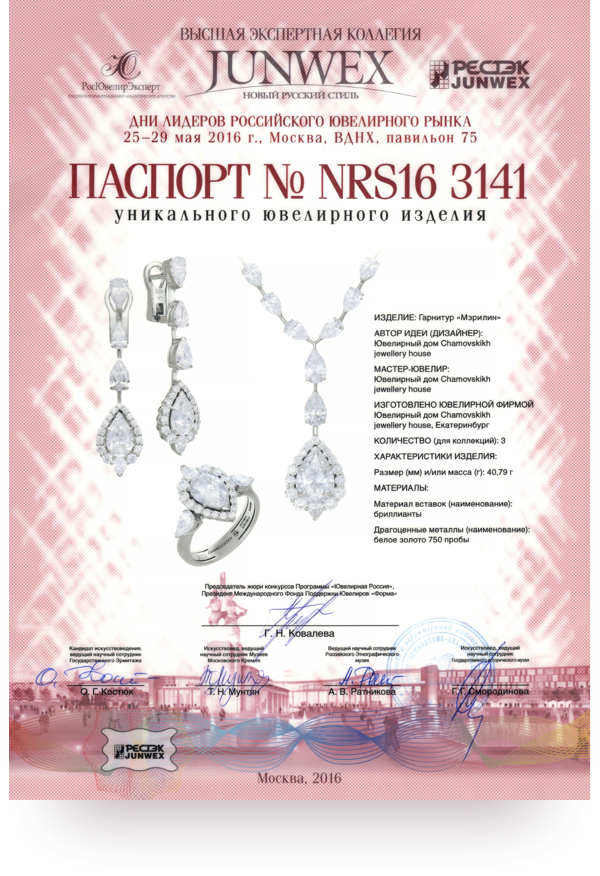 ВЫСШАЯ ЭКСПЕРТНАЯ КОЛЛЕГИЯ
JUNWEX
НОВЫЙ РУССКИЙ СТИЛЬ
РосЮвелирЭксперт
РЕСТЭК
JUNWEX
ДНИ ЛИДЕРОВ РОССИЙСКОГО ЮВЕЛИРНОГО РЫНКА
25–29 мая 2016 г., Москва, ВДНХ, павильон 75
ПАСПОРТ № NRS16 3141
уникального ювелирного изделия
ИЗДЕЛИЕ: Гарнитур «Мэрилин»
АВТОР ИДЕИ (ДИЗАЙНЕР):
Ювелирный дом Chamovskikh
jewellery house
МАСТЕР-ЮВЕЛИР:
Ювелирный дом Chamovskikh
jewellery house
ИЗГОТОВЛЕНО ЮВЕЛИРНОЙ ФИРМОЙ
Ювелирный дом Chamovskikh
jewellery house, Екатеринбург
КОЛИЧЕСТВО (для коллекций): 3
ХАРАКТЕРИСТИКИ ИЗДЕЛИЯ:
Размер (мм) и/или масса (г): 40,79 г
МАТЕРИАЛЫ:
Материал вставок (наименование):
бриллианты
Драгоценные металлы (наименование):
белое золото 750 пробы
Председатель жюри конкурсов Программы «Ювелирная Россия»,
Президент Международного Фонда Поддержки Ювелиров «Форма»
Г. Н. Ковалева
Кандидат искусствоведения,
ведущий научный сотрудник
Государственного Эрмитажа
О. Г. Костюк
Искусствовед, ведущий
научный сотрудник Музеев
Московского Кремля
Т. Н. Мунтян
Ведущий научный сотрудник
Российского Этнографического
музея
А. В. Ратникова
Искусствовед, ведущий
научный сотрудник
Государственного исторического музея
Г. Г. Смородинова
РЕСТЭК
JUNWEX
Москва, 2016